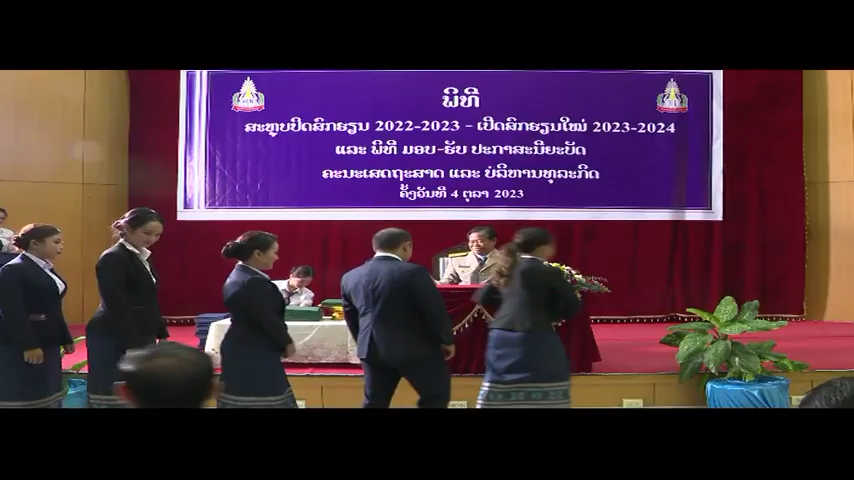 ພິທີ
ສະຫຼຸບປິດສົກຮຽນ 2022-2023 - ເປີດສົກຮຽນໃໝ່ 2023-2024
ແລະ ພິທີ ມອບ-ຮັບ ປະກາສະນີຍະບັດ
ຄະນະເສດຖະສາດ ແລະ ບໍລິຫານທຸລະກິດ
ຄັ້ງວັນທີ 4 ຕຸລາ 2023